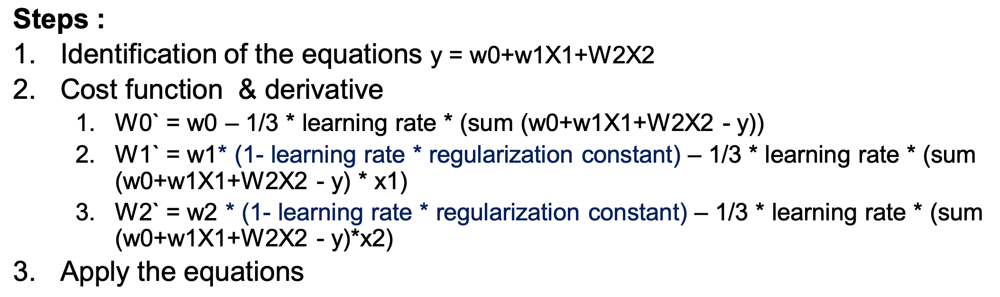 Steps :
1. Identification of the equations y = w0+w1X1+W2X2
2. Cost function & derivative
1. W0` = w0 – 1/3 * learning rate * (sum (w0+w1X1+W2X2 - y))
2. W1` = w1* (1- learning rate * regularization constant) – 1/3 * learning rate * (sum
(w0+w1X1+W2X2 - y) * x1)
3. W2` = w2 * (1- learning rate * regularization constant) – 1/3 * learning rate * (sum
(w0+w1X1+W2X2 - y)*x2)
3. Apply the equations